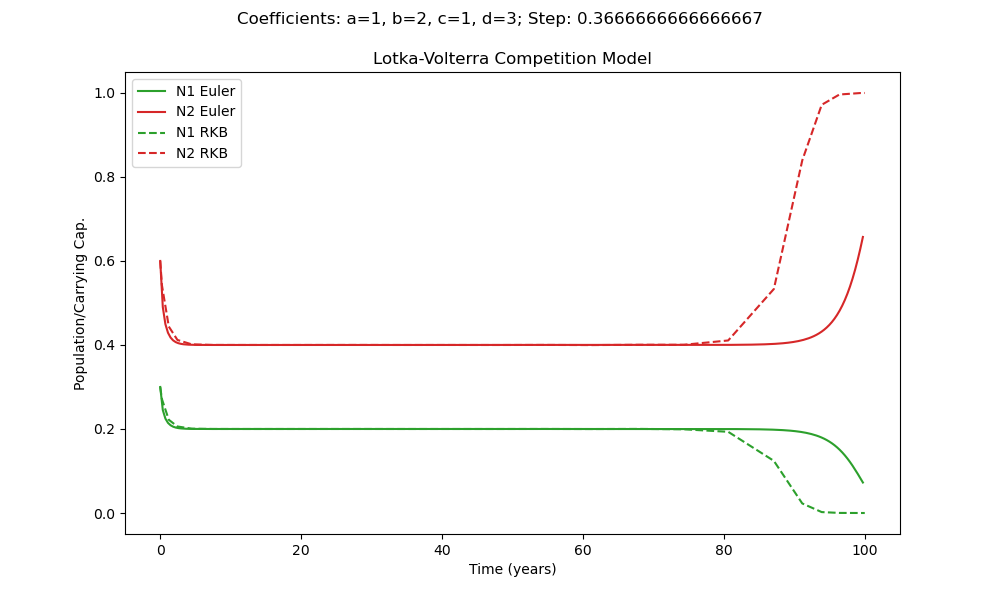 Coefficients: a=1, b=2, c=1, d=3; Step: 0.3666666666666667
Lotka-Volterra Competition Model
N1 Euler
N2 Euler
N1 RKB
N2 RKB
1.0
0.8
0.6
0.4
0.2
0.0
Population/Carrying Cap.
0
20
40
60
80
100
Time (years)